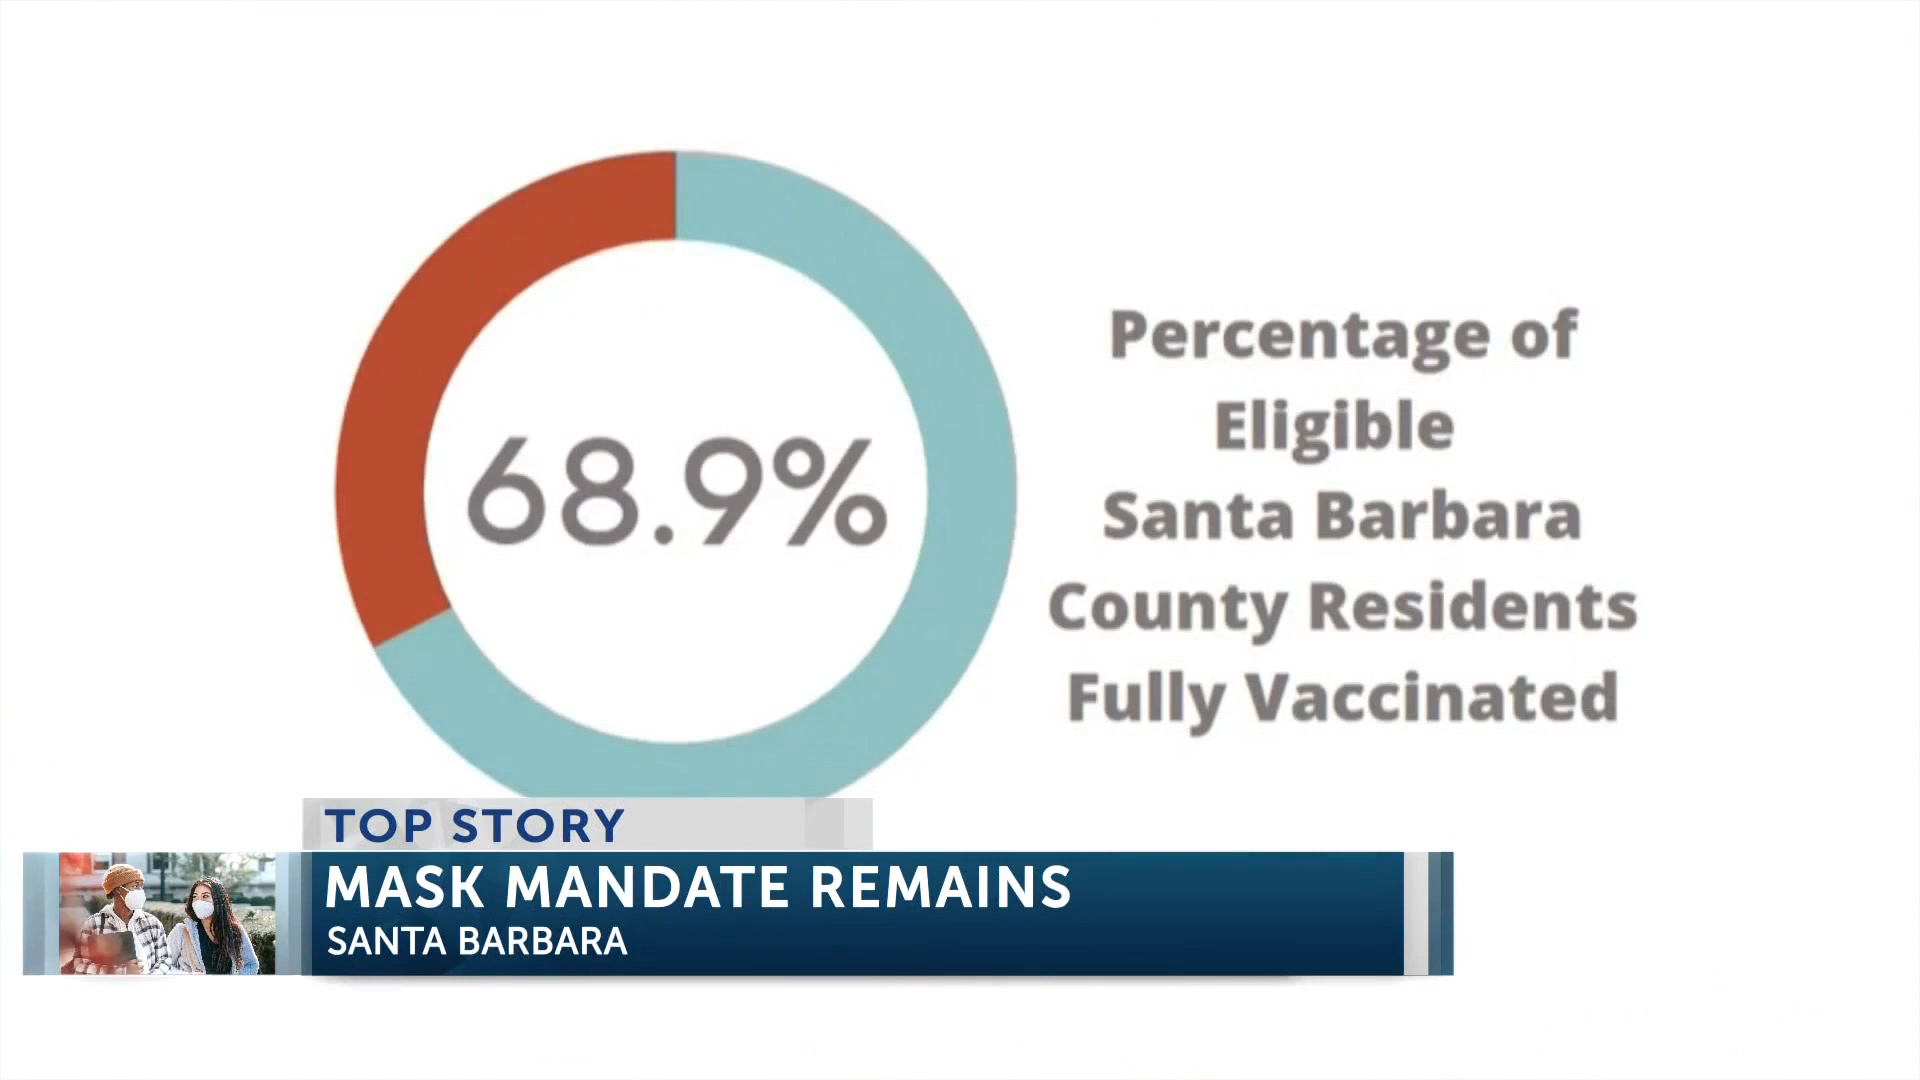 68.9%
Percentage of
Eligible
Santa Barbara
County Residents
Fully Vaccinated
TOP STORY
MASK MANDATE REMAINS
SANTA BARBARA